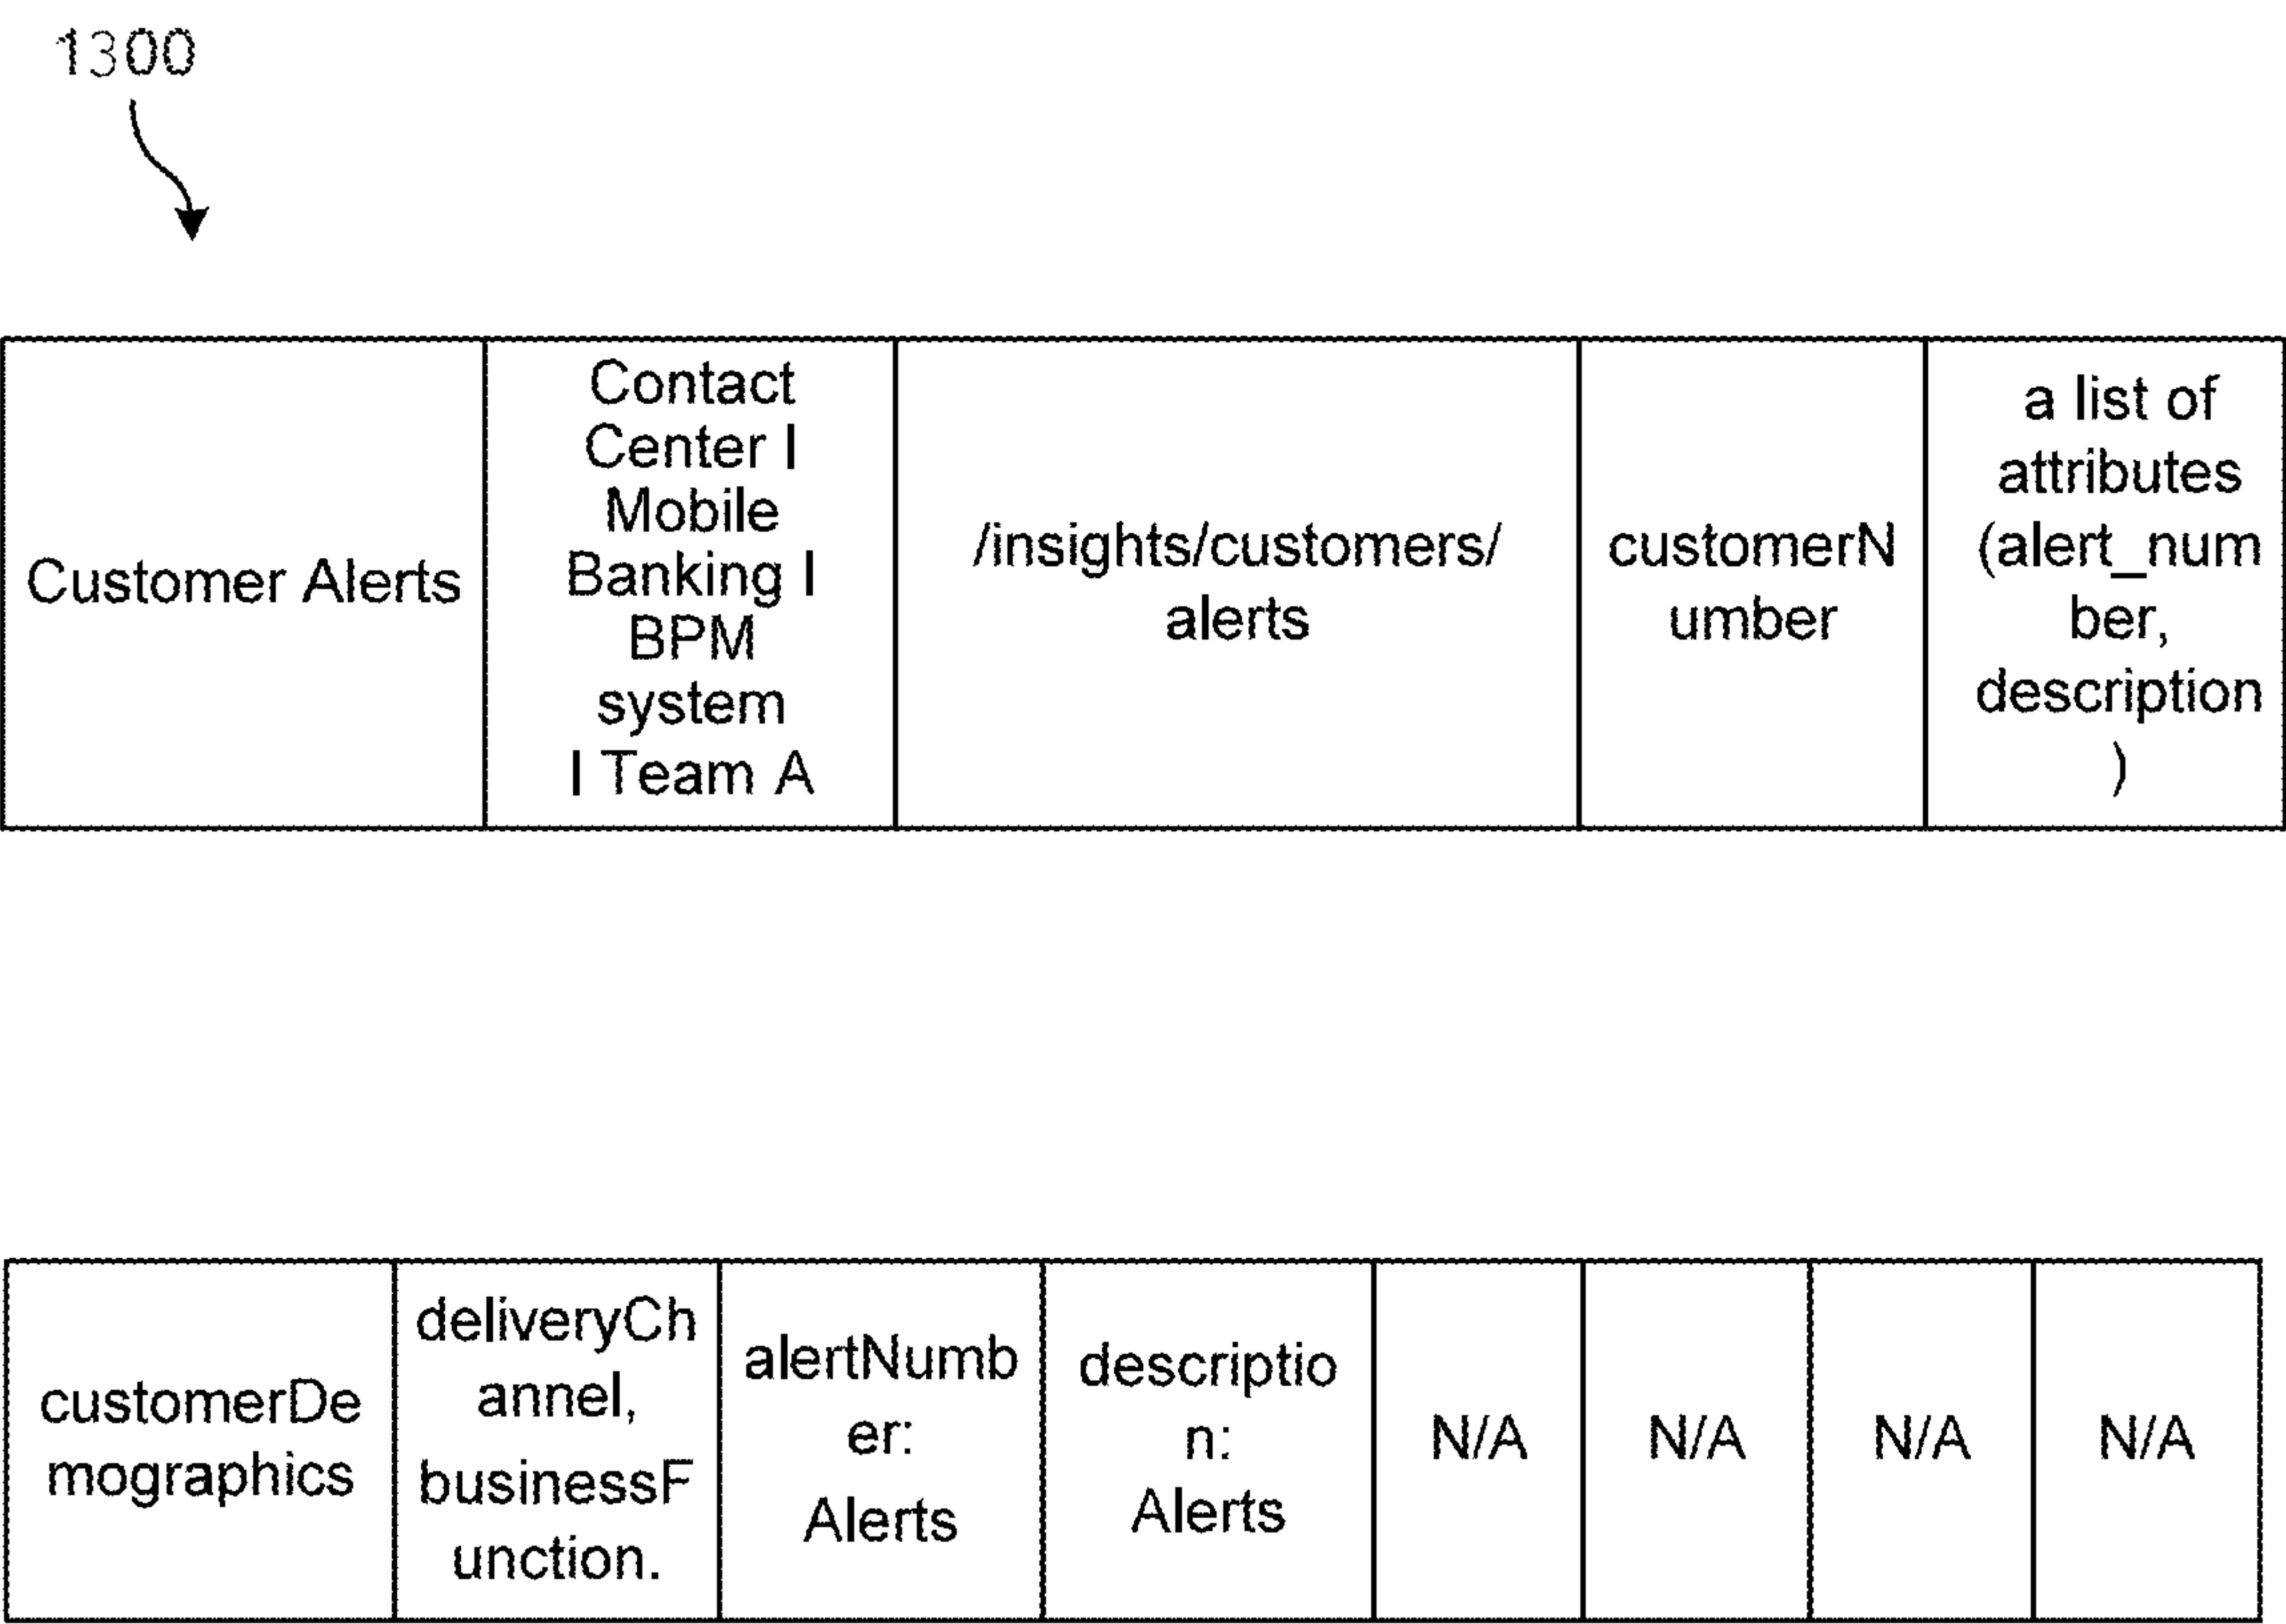 1300
Customer Alerts
Contact
Center I
Mobile
Banking I
BPM
system
I Team A
/insights/customers/
alerts
customerN
umber
a list of
attributes
(alert_num
ber,
description
)
customerDe
mographics
deliveryCh
annel,
businessF
unction.
alertNumb
er:
Alerts
descriptio
n:
Alerts
N/A
N/A
N/A
N/A